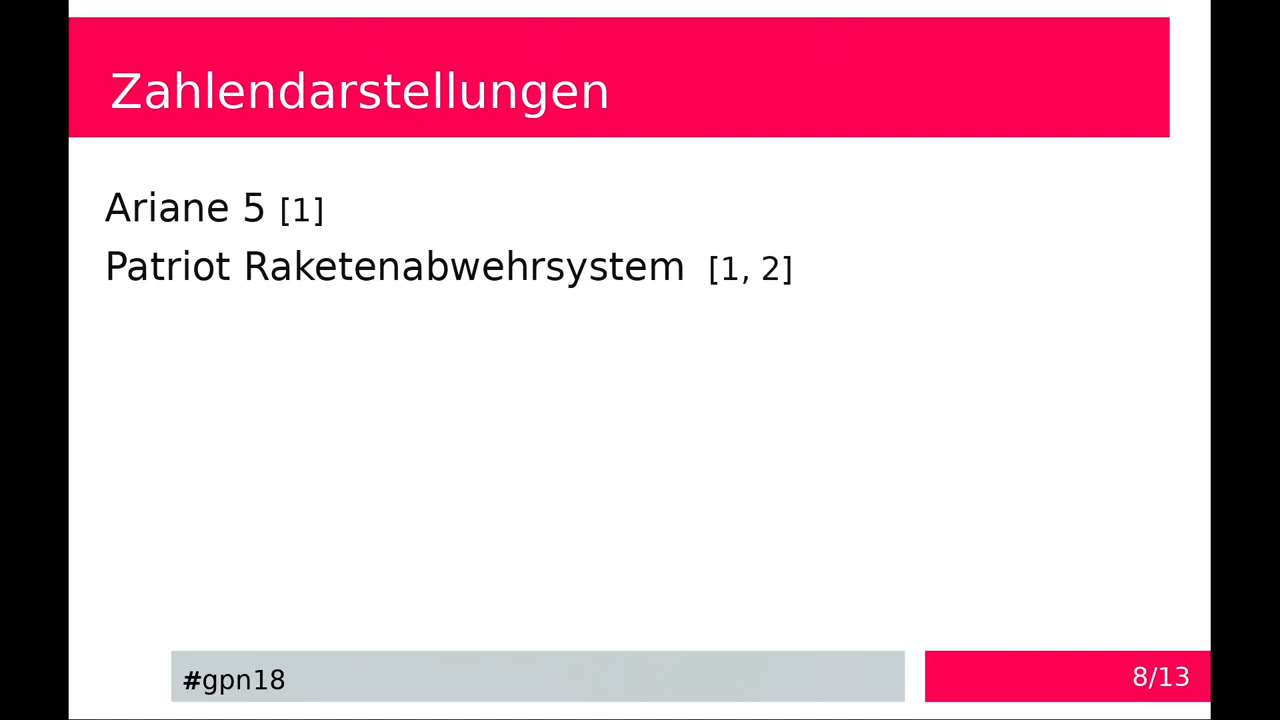 Zahlendarstellungen
Ariane 5 [1]
Patriot Raketenabwehrsystem [1, 2]
#gpn18
8/13